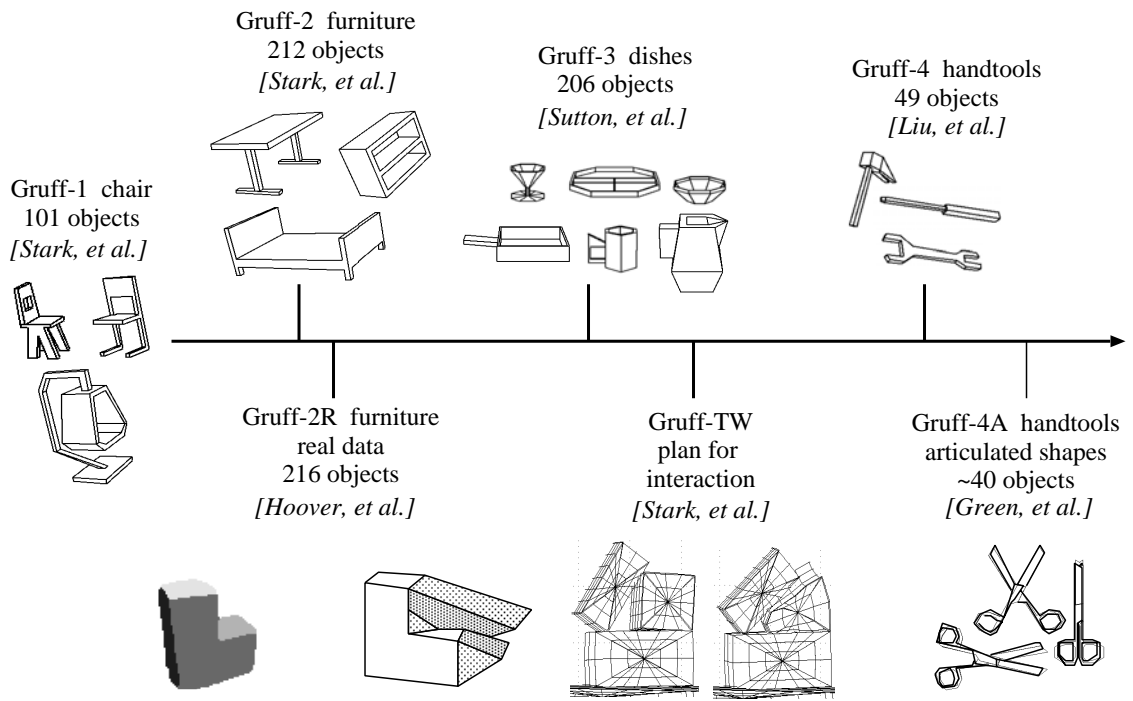 Gruff-2 furniture
212 objects
[Stark, et al.]
Gruff-3 dishes
206 objects
[Sutton, et al.]
Gruff-4 handtools
49 objects
[Liu, et al.]
Gruff-1 chair
101 objects
[Stark, et al.]
Gruff-2R furniture
real data
216 objects
[Hoover, et al.]
Gruff-TW
plan for
interaction
[Stark, et al.]
Gruff-4A handtools
articulated shapes
~40 objects
[Green, et al.]